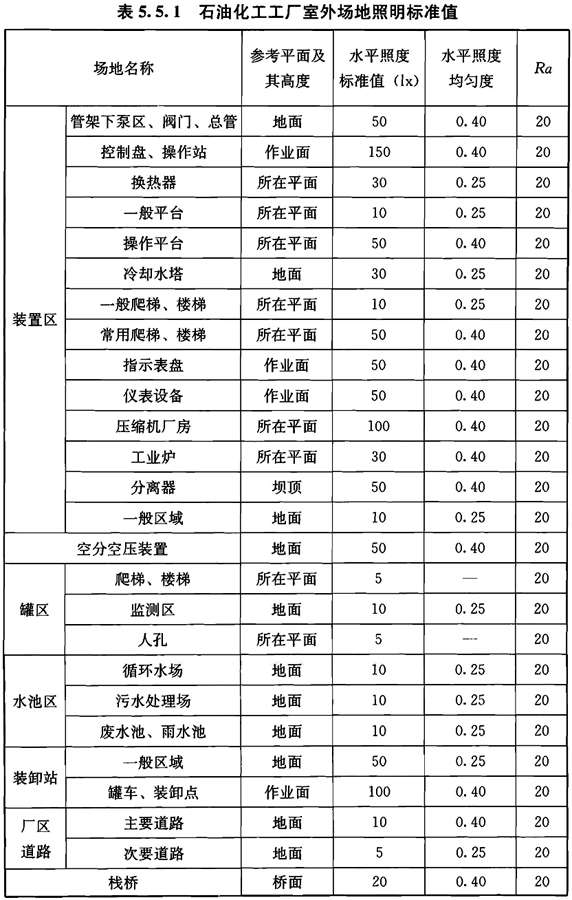 表 5.5.1 石油化工工厂室外场地照明标准值
场地名称 参考平面及其高度 水平照度标准值（lx） 水平照度均匀度 Ra
装置区 管架下泵区、阀门、总管 地面 50 0.40 20
控制盘、操作站 作业面 150 0.40 20
换热器 所在平面 30 0.25 20
一般平台 所在平面 10 0.25 20
操作平台 所在平面 50 0.40 20
冷却水塔 地面 30 0.25 20
一般爬梯、楼梯 所在平面 10 0.25 20
常用爬梯、楼梯 所在平面 50 0.40 20
指示表盘 作业面 50 0.40 20
仪表设备 作业面 50 0.40 20
压缩机厂房 所在平面 100 0.40 20
工业炉 所在平面 30 0.40 20
分离器 坝顶 50 0.40 20
一般区域 地面 10 0.25 20
空分空压装置 地面 50 0.40 20
罐区 爬梯、楼梯 所在平面 5 — 20
监测区 地面 10 0.25 20
人孔 所在平面 5 — 20
水池区 循环水场 地面 10 0.25 20
污水处理场 地面 10 0.25 20
废水池、雨水池 地面 10 0.25 20
装卸站 一般区域 地面 50 0.25 20
罐车、装卸点 作业面 100 0.40 20
厂区道路 主要道路 地面 10 0.40 20
次要道路 地面 5 0.25 20
栈桥 桥面 20 0.40 20